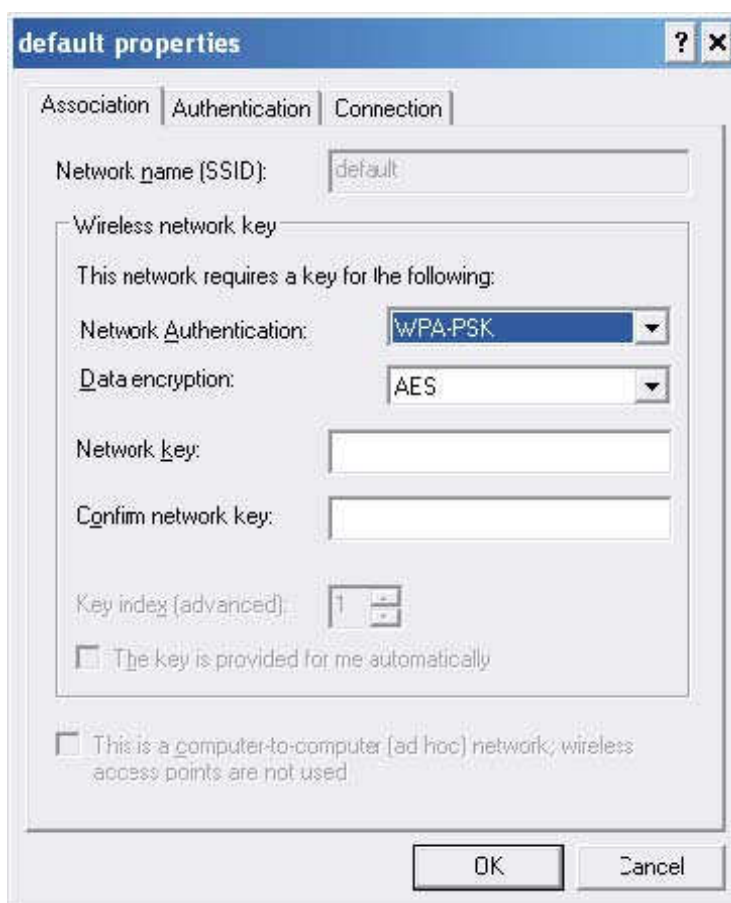 default properties
? ×
Association Authentication Connection
Network name (SSID): default
Wireless network key
This network requires a key for the following:
Network Authentication: WPA-PSK
Data encryption: AES
Network key:
Confirm network key:
Key index (advanced): 1
The key is provided for me automatically
This is a computer-to-computer (ad hoc) network; wireless
access points are not used
OK Cancel